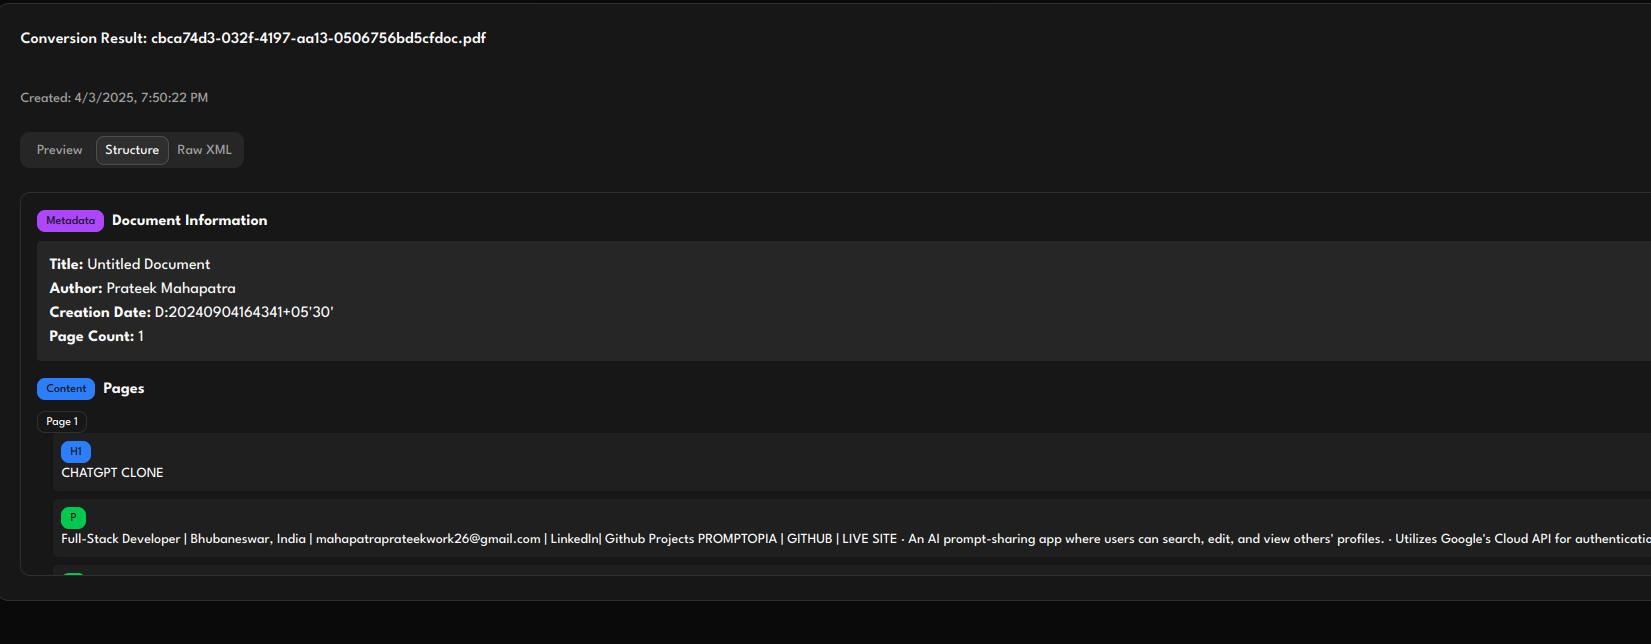 Conversion Result: cbca74d3-032f-4197-aa13-0506756bd5cfdoc.pdf
Created: 4/3/2025, 7:50:22 PM
Preview Structure Raw XML
Metadata Document Information
Title: Untitled Document
Author: Prateek Mahapatra
Creation Date: D:20240904164341+05'30'
Page Count: 1
Content Pages
Page 1
H1
CHATGPT CLONE
P
Full-Stack Developer | Bhubaneswar, India | mahapatraprateekwork26@gmail.com | LinkedIn| Github Projects PROMPTOPIA | GITHUB | LIVE SITE · An AI prompt-sharing app where users can search, edit, and view others' profiles. · Utilizes Google's Cloud API for authenticatio